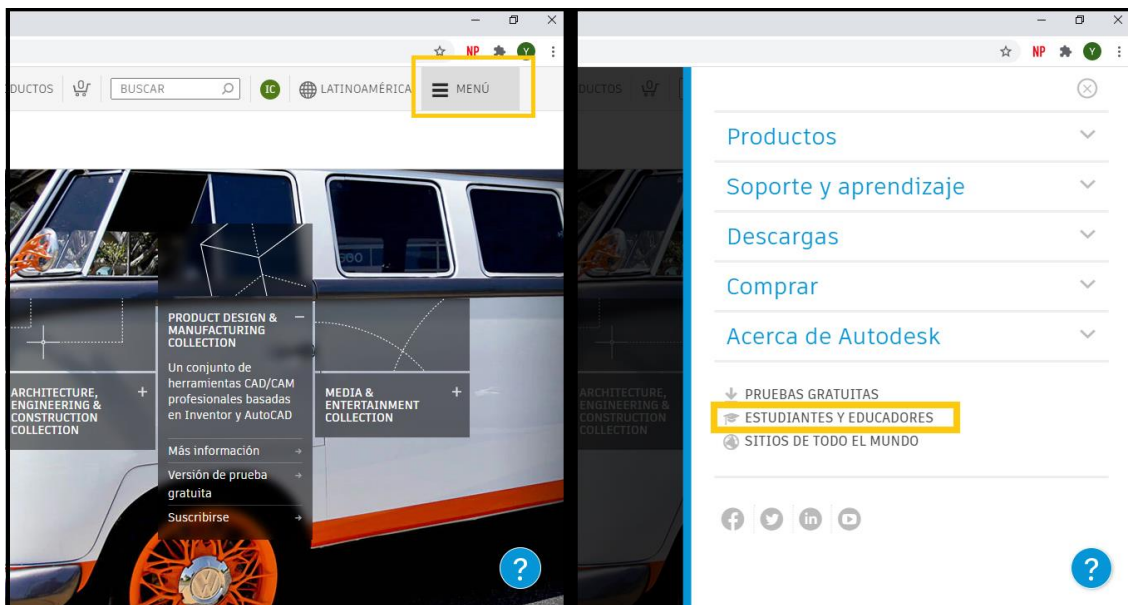 NP
Y
DUCTOS
0
BUSCAR
IC
LATINOAMÉRICA
MENÚ
PRODUCT DESIGN &
MANUFACTURING
COLLECTION
Un conjunto de
herramientas CAD/CAM
profesionales basadas
en Inventor y AutoCAD
Más información
Versión de prueba
gratuita
Suscribirse
ARCHITECTURE,
ENGINEERING &
CONSTRUCTION
COLLECTION
MEDIA &
ENTERTAINMENT
COLLECTION
?
NP
Y
DUCTOS
0
Productos
Soporte y aprendizaje
Descargas
Comprar
Acerca de Autodesk
ARCHITECTURE,
ENGINEERING &
CONSTRUCTION
COLLECTION
PRUEBAS GRATUITAS
ESTUDIANTES Y EDUCADORES
SITIOS DE TODO EL MUNDO
?